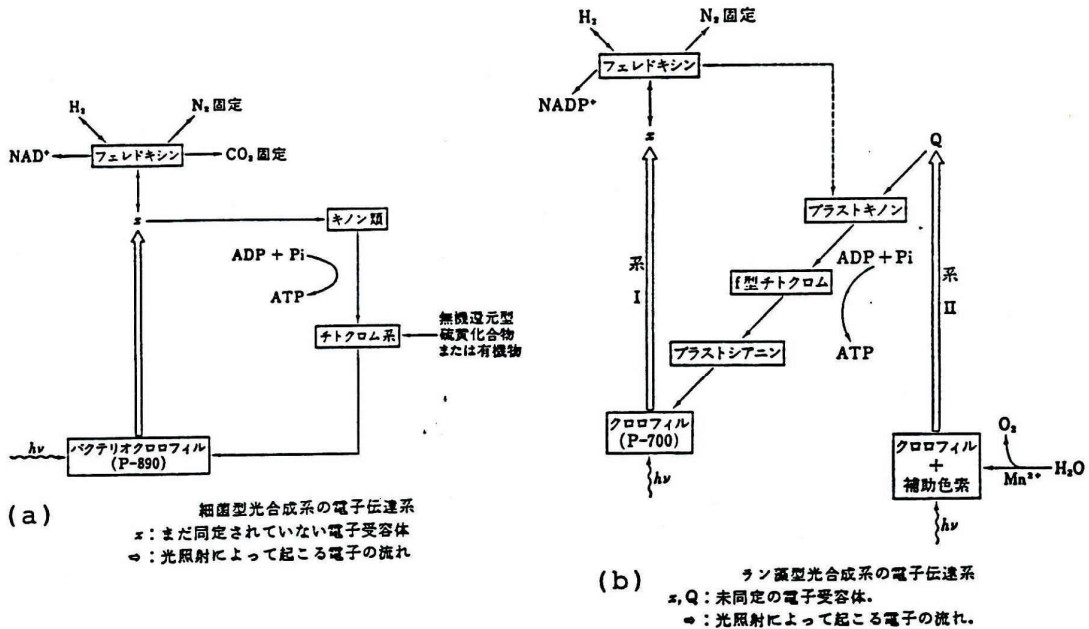 H₂
N₂固定
フェレドキシン
NAD⁺
CO₂固定
x
キノン類
ADP + Pi
ATP
チトクロム系
無機還元型
硫黄化合物
または有機物
hν
バクテリオクロロフィル
(P-890)
(a)
細菌型光合成系の電子伝達系
x：まだ同定されていない電子受容体
⇨：光照射によって起こる電子の流れ
H₂
N₂固定
フェレドキシン
NADP⁺
x
Q
プラストキノン
系
I
f型チトクロム
ADP+Pi
ATP
系
II
プラストシアニン
クロロフィル
(P-700)
hν
O₂
クロロフィル
+
補助色素
Mn²⁺
H₂O
hν
(b)
ラン藻型光合成系の電子伝達系
x,Q：未同定の電子受容体。
⇨：光照射によって起こる電子の流れ。